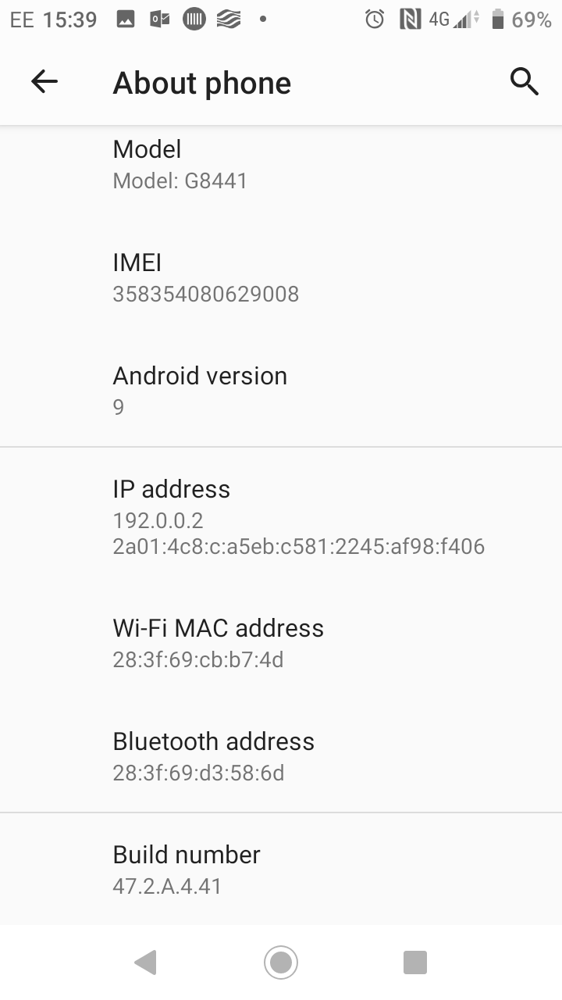 EE 15:39 4G 69%
About phone
Model
Model: G8441
IMEI
358354080629008
Android version
9
IP address
192.0.0.2
2a01:4c8:c:a5eb:c581:2245:af98:f406
Wi-Fi MAC address
28:3f:69:cb:b7:4d
Bluetooth address
28:3f:69:d3:58:6d
Build number
47.2.A.4.41